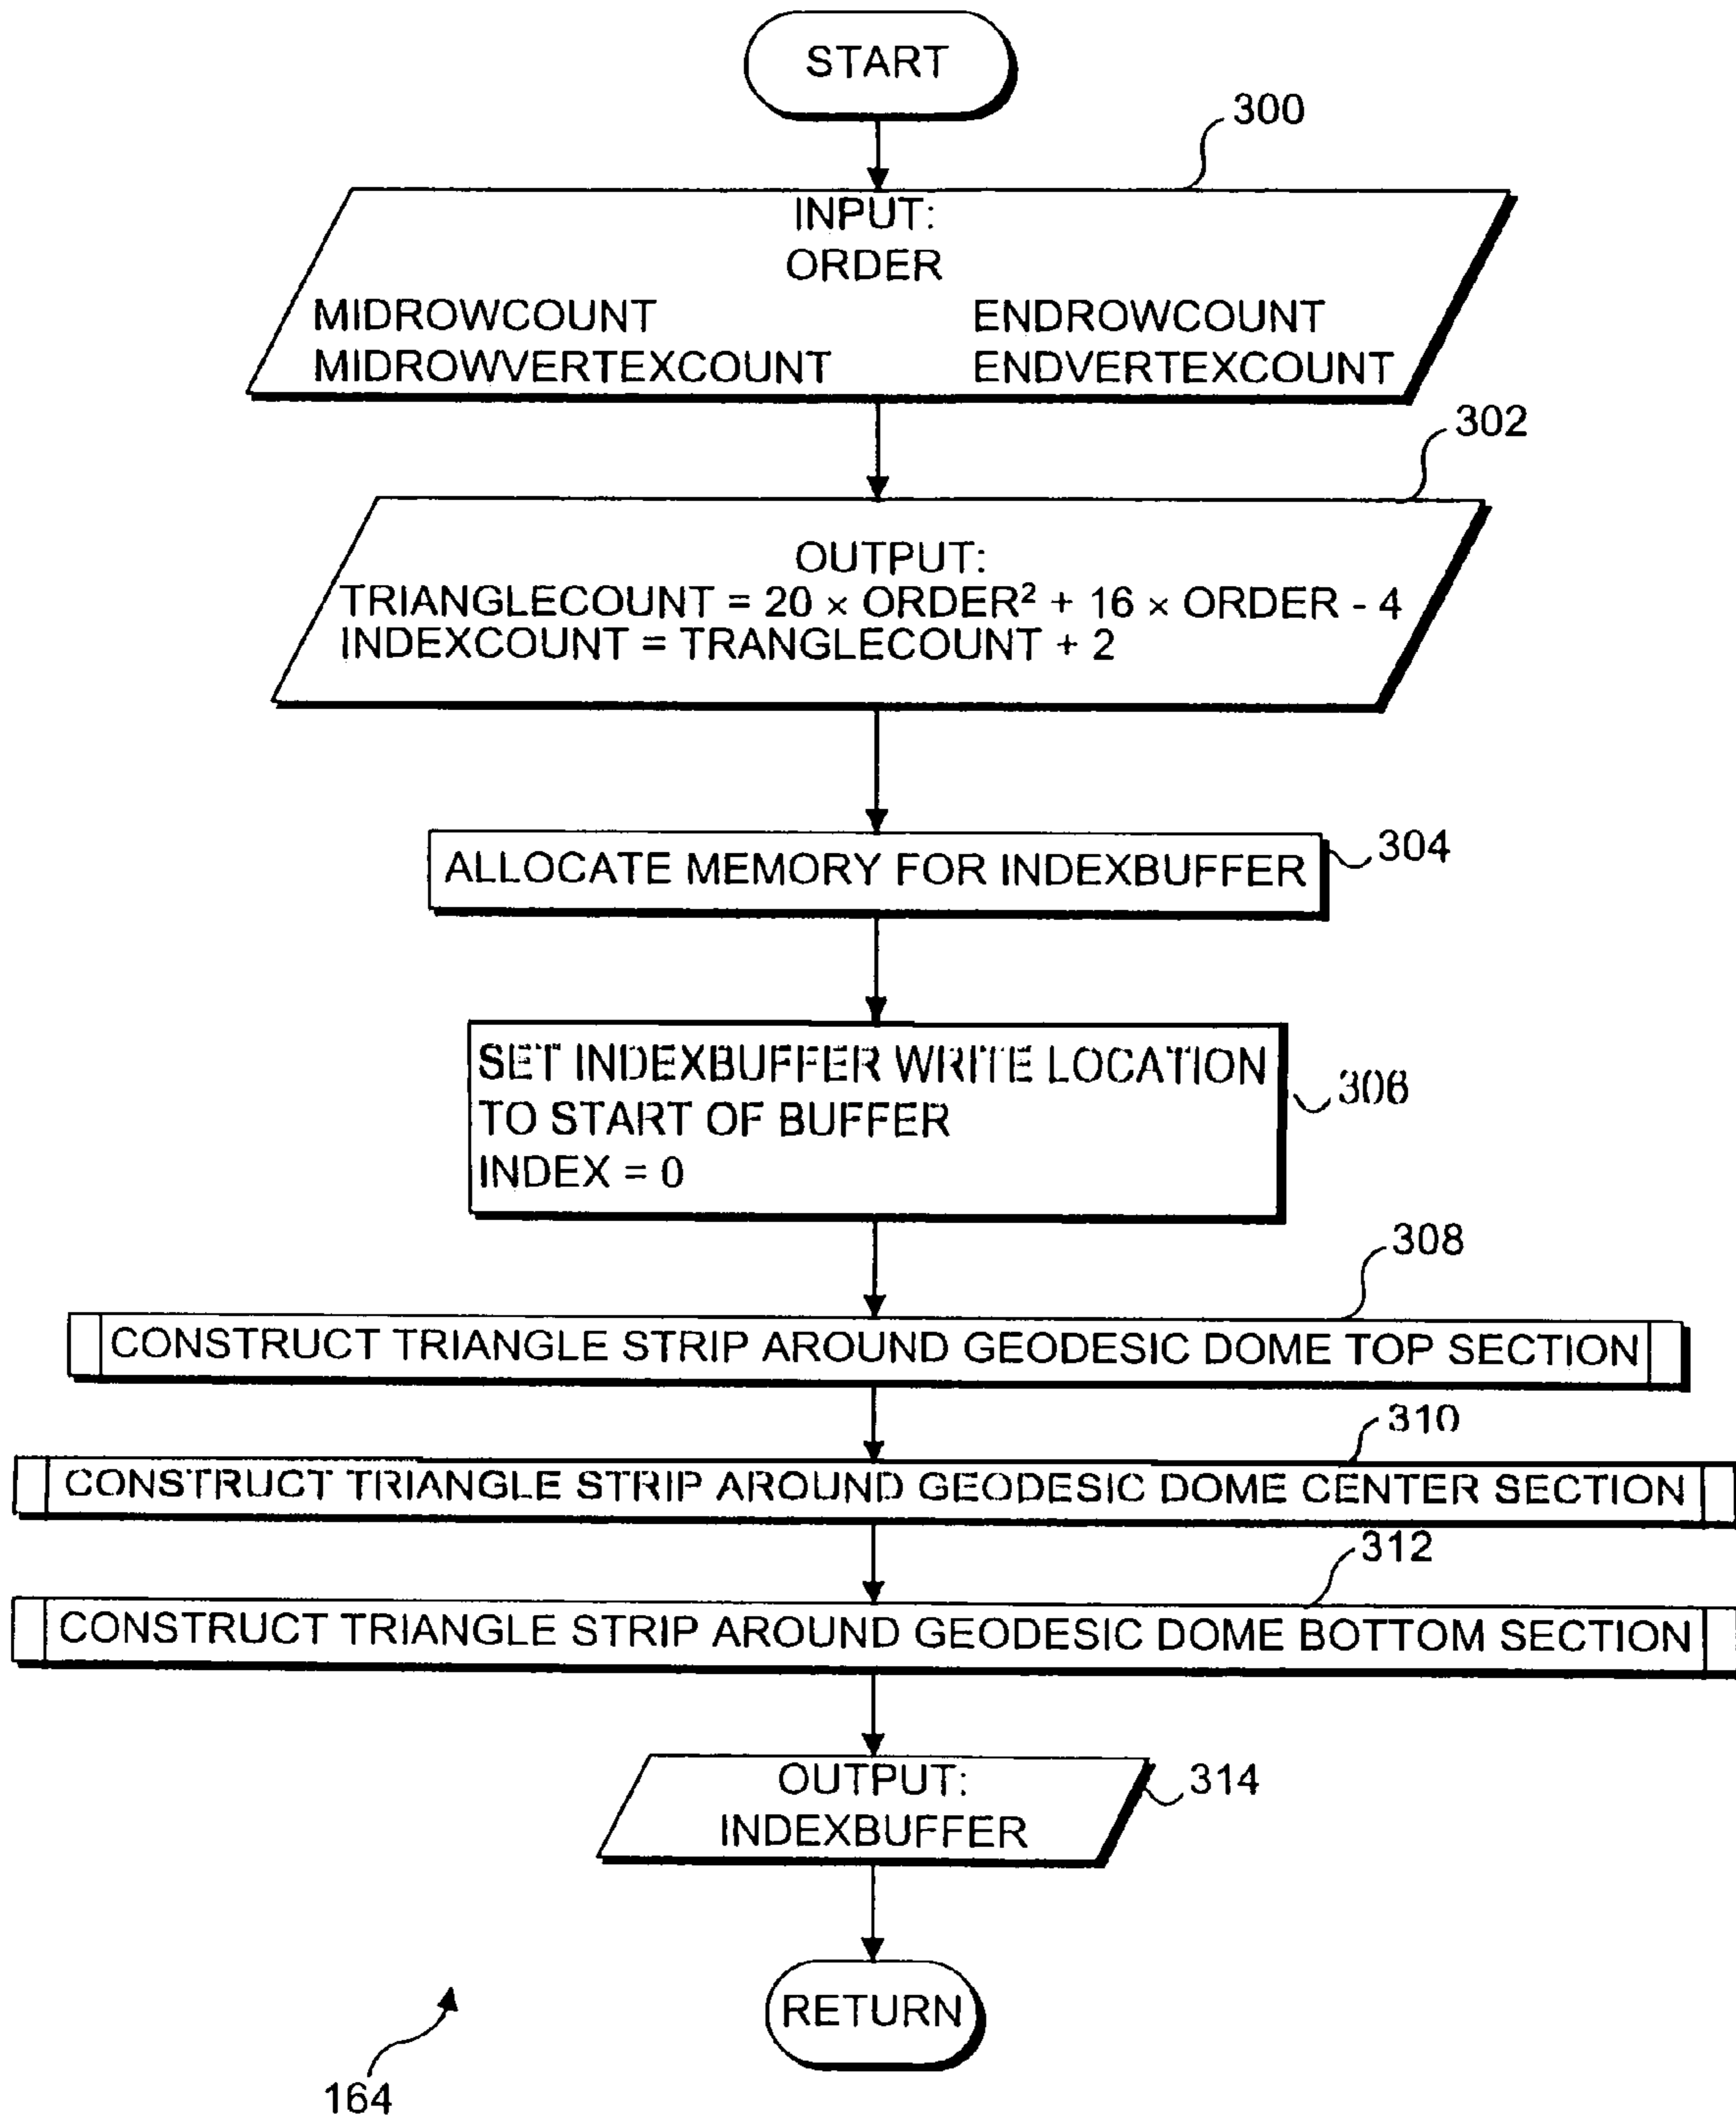 START
300
INPUT:
ORDER
MIDROWCOUNT ENDROWCOUNT
MIDROWVERTEXCOUNT ENDVERTEXCOUNT
302
OUTPUT:
TRIANGLECOUNT = 20 × ORDER² + 16 × ORDER - 4
INDEXCOUNT = TRANGLECOUNT + 2
ALLOCATE MEMORY FOR INDEXBUFFER
304
SET INDEXBUFFER WRITE LOCATION
TO START OF BUFFER
INDEX = 0
306
308
CONSTRUCT TRIANGLE STRIP AROUND GEODESIC DOME TOP SECTION
310
CONSTRUCT TRIANGLE STRIP AROUND GEODESIC DOME CENTER SECTION
312
CONSTRUCT TRIANGLE STRIP AROUND GEODESIC DOME BOTTOM SECTION
OUTPUT:
INDEXBUFFER
314
RETURN
164